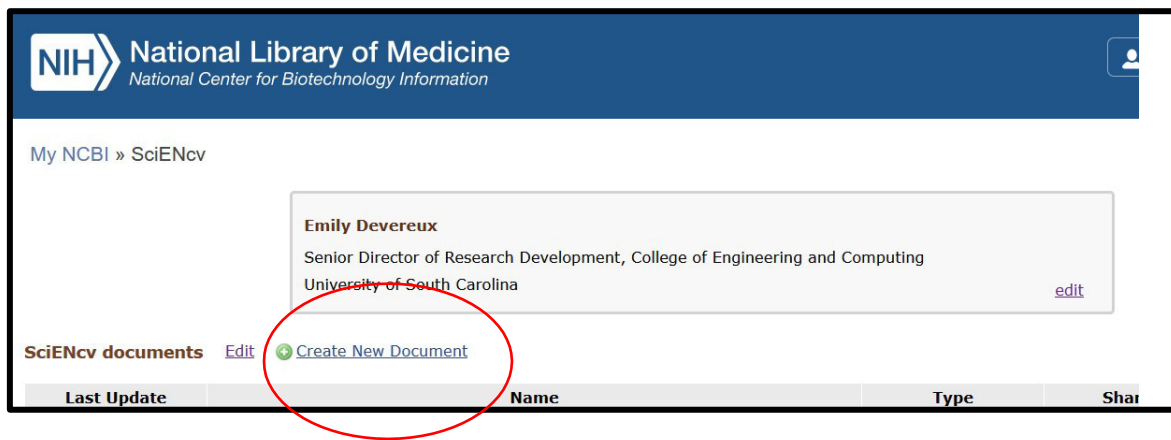 NIH National Library of Medicine
National Center for Biotechnology Information
My NCBI » SciENcv
Emily Devereux
Senior Director of Research Development, College of Engineering and Computing
University of South Carolina
edit
SciENcv documents Edit Create New Document
Last Update Name Type Shar